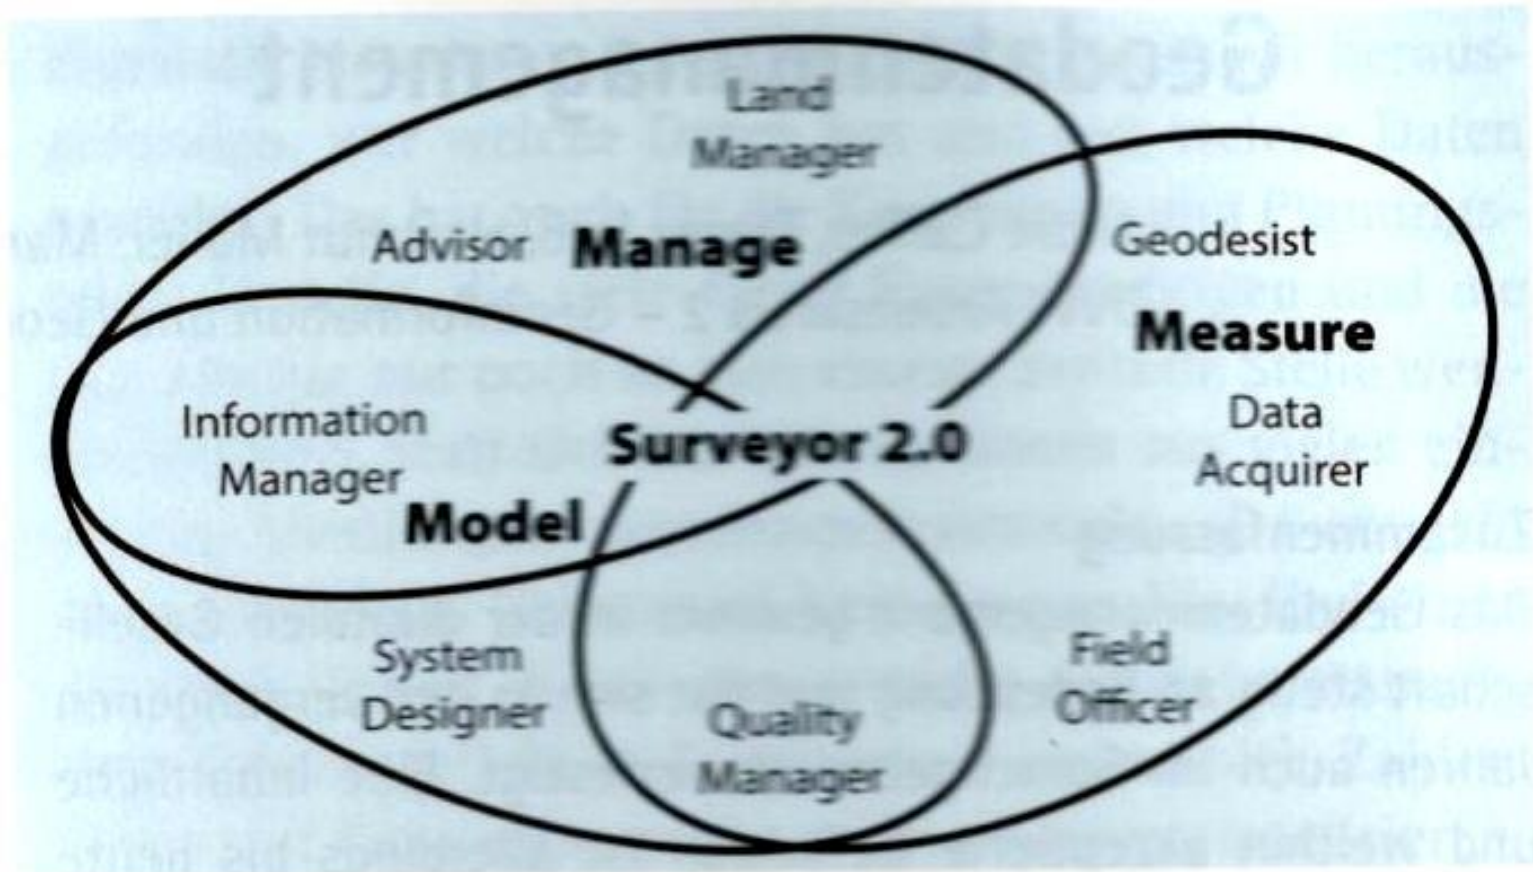 Land
Manager
Advisor
Manage
Geodesist
Measure
Information
Manager
Model
Surveyor 2.0
Data
Acquirer
System
Designer
Quality
Manager
Field
Officer